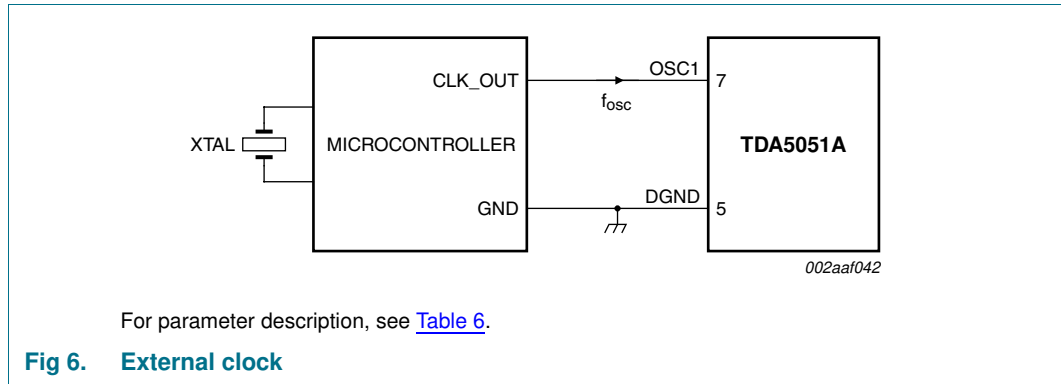 CLK_OUT
OSC1
7
fosc
XTAL
MICROCONTROLLER
TDA5051A
GND
DGND
5
002aaf042
For parameter description, see Table 6.
Fig 6. External clock